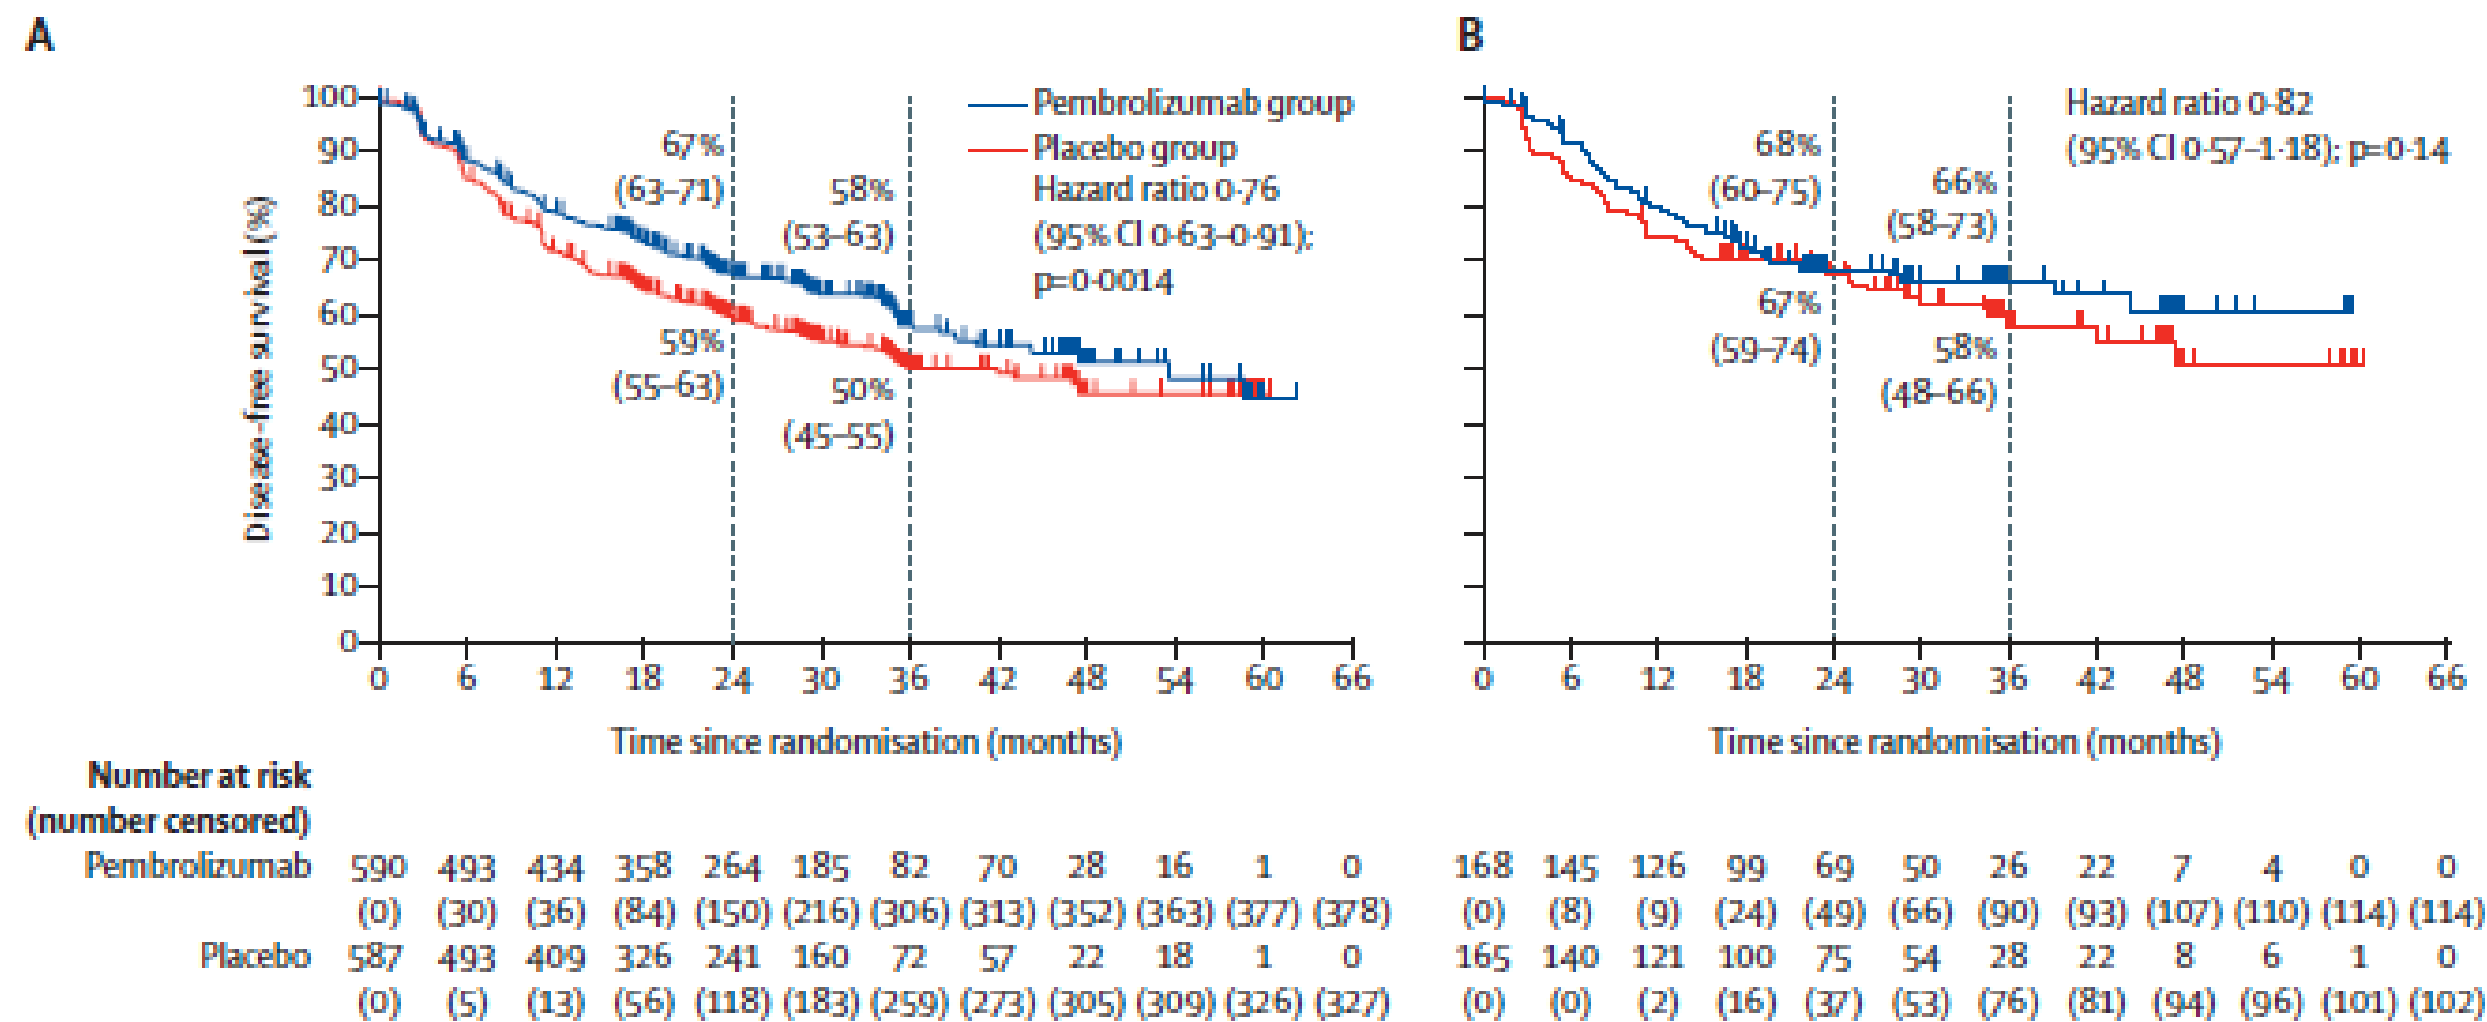 A
100
90
80
70
60
50
40
30
20
10
0
Disease-free survival (%)
67%
(63–71)
58%
(53–63)
59%
(55–63)
50%
(45–55)
Pembrolizumab group
Placebo group
Hazard ratio 0·76
(95% CI 0·63–0·91);
p=0·0014
0 6 12 18 24 30 36 42 48 54 60 66
Time since randomisation (months)
B
68%
(60–75)
66%
(58–73)
67%
(59–74)
58%
(48–66)
Hazard ratio 0·82
(95% CI 0·57–1·18); p=0·14
0 6 12 18 24 30 36 42 48 54 60 66
Time since randomisation (months)
Number at risk
(number censored)
Pembrolizumab 590 493 434 358 264 185 82 70 28 16 1 0 168 145 126 99 69 50 26 22 7 4 0 0
(0) (30) (36) (84) (150) (216) (306) (313) (352) (363) (377) (378) (0) (8) (9) (24) (49) (66) (90) (93) (107) (110) (114) (114)
Placebo 587 493 409 326 241 160 72 57 22 18 1 0 165 140 121 100 75 54 28 22 8 6 1 0
(0) (5) (13) (56) (118) (183) (259) (273) (305) (309) (326) (327) (0) (0) (2) (16) (37) (53) (76) (81) (94) (96) (101) (102)